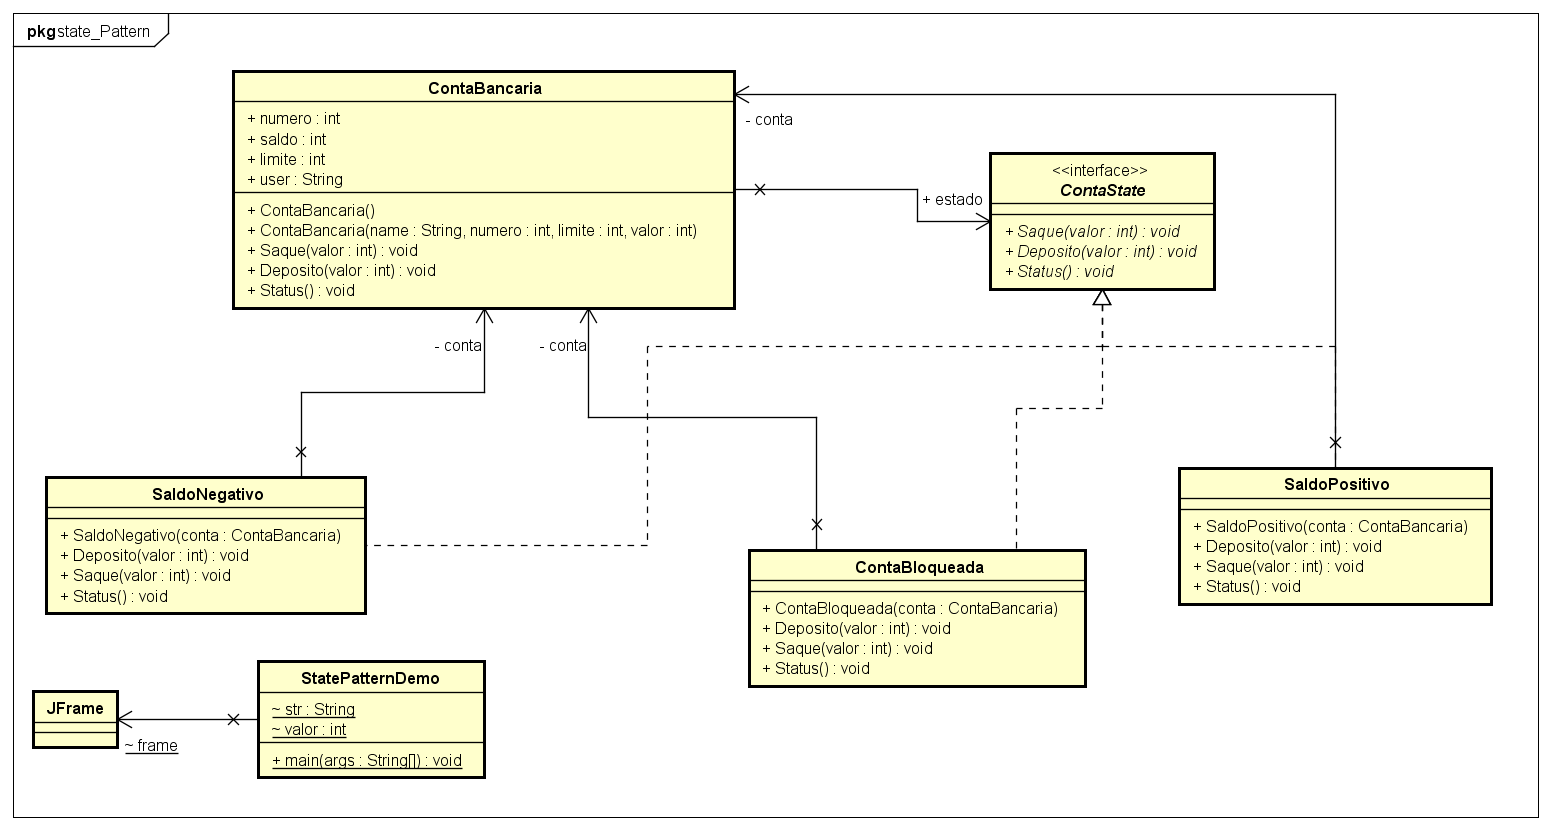 pkg state_Pattern
ContaBancaria
+ numero : int
+ saldo : int
+ limite : int
+ user : String
+ ContaBancaria()
+ ContaBancaria(name : String, numero : int, limite : int, valor : int)
+ Saque(valor : int) : void
+ Deposito(valor : int) : void
+ Status() : void
- conta
+ estado
<<interface>>
ContaState
+ Saque(valor : int) : void
+ Deposito(valor : int) : void
+ Status() : void
- conta
- conta
SaldoNegativo
+ SaldoNegativo(conta : ContaBancaria)
+ Deposito(valor : int) : void
+ Saque(valor : int) : void
+ Status() : void
ContaBloqueada
+ ContaBloqueada(conta : ContaBancaria)
+ Deposito(valor : int) : void
+ Saque(valor : int) : void
+ Status() : void
SaldoPositivo
+ SaldoPositivo(conta : ContaBancaria)
+ Deposito(valor : int) : void
+ Saque(valor : int) : void
+ Status() : void
JFrame
~ frame
StatePatternDemo
~ str : String
~ valor : int
+ main(args : String[]) : void